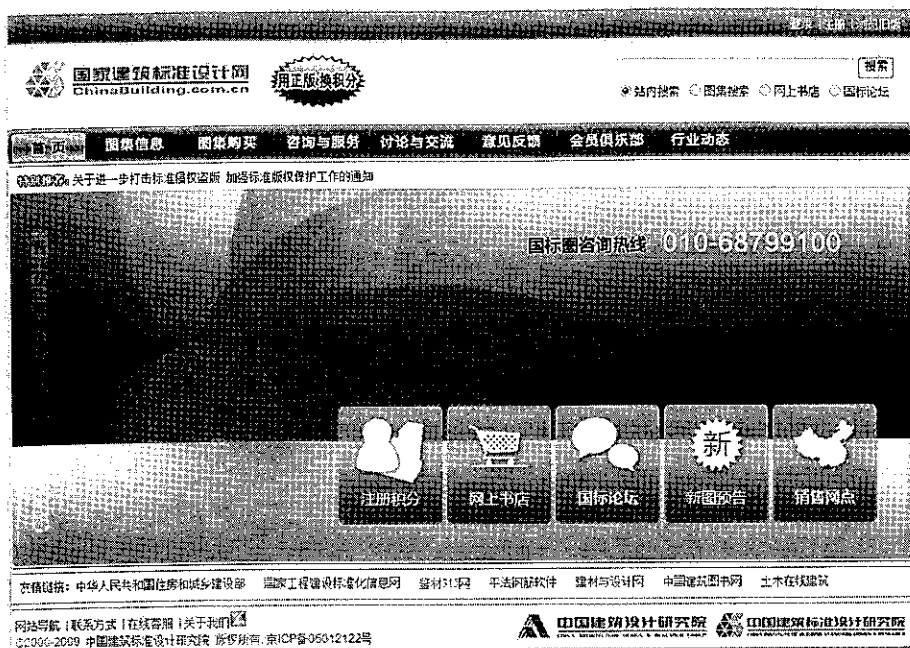 国家建筑标准设计网
ChinaBuilding.com.cn
用正版 换积分
搜索
站内搜索 图集搜索 网上书店 国标论坛
首页 图集信息 图集购买 咨询与服务 讨论与交流 意见反馈 会员俱乐部 行业动态
特别推荐：关于进一步打击标准侵权盗版 加强标准版权保护工作的通知
国标圈咨询热线 010-68799100
注册积分 网上书店 国标论坛 新图预告 销售网点
新
友情链接：中华人民共和国住房和城乡建设部 国家工程建设标准化信息网 平法钢筋软件 建材与设计网 中国建筑图书网 土木在线建筑
网站导航 | 联系方式 | 在线客服 | 关于我们
©2006-2009 中国建筑标准设计研究院 版权所有 京ICP备05012122号
中国建筑设计研究院 中国建筑标准设计研究院